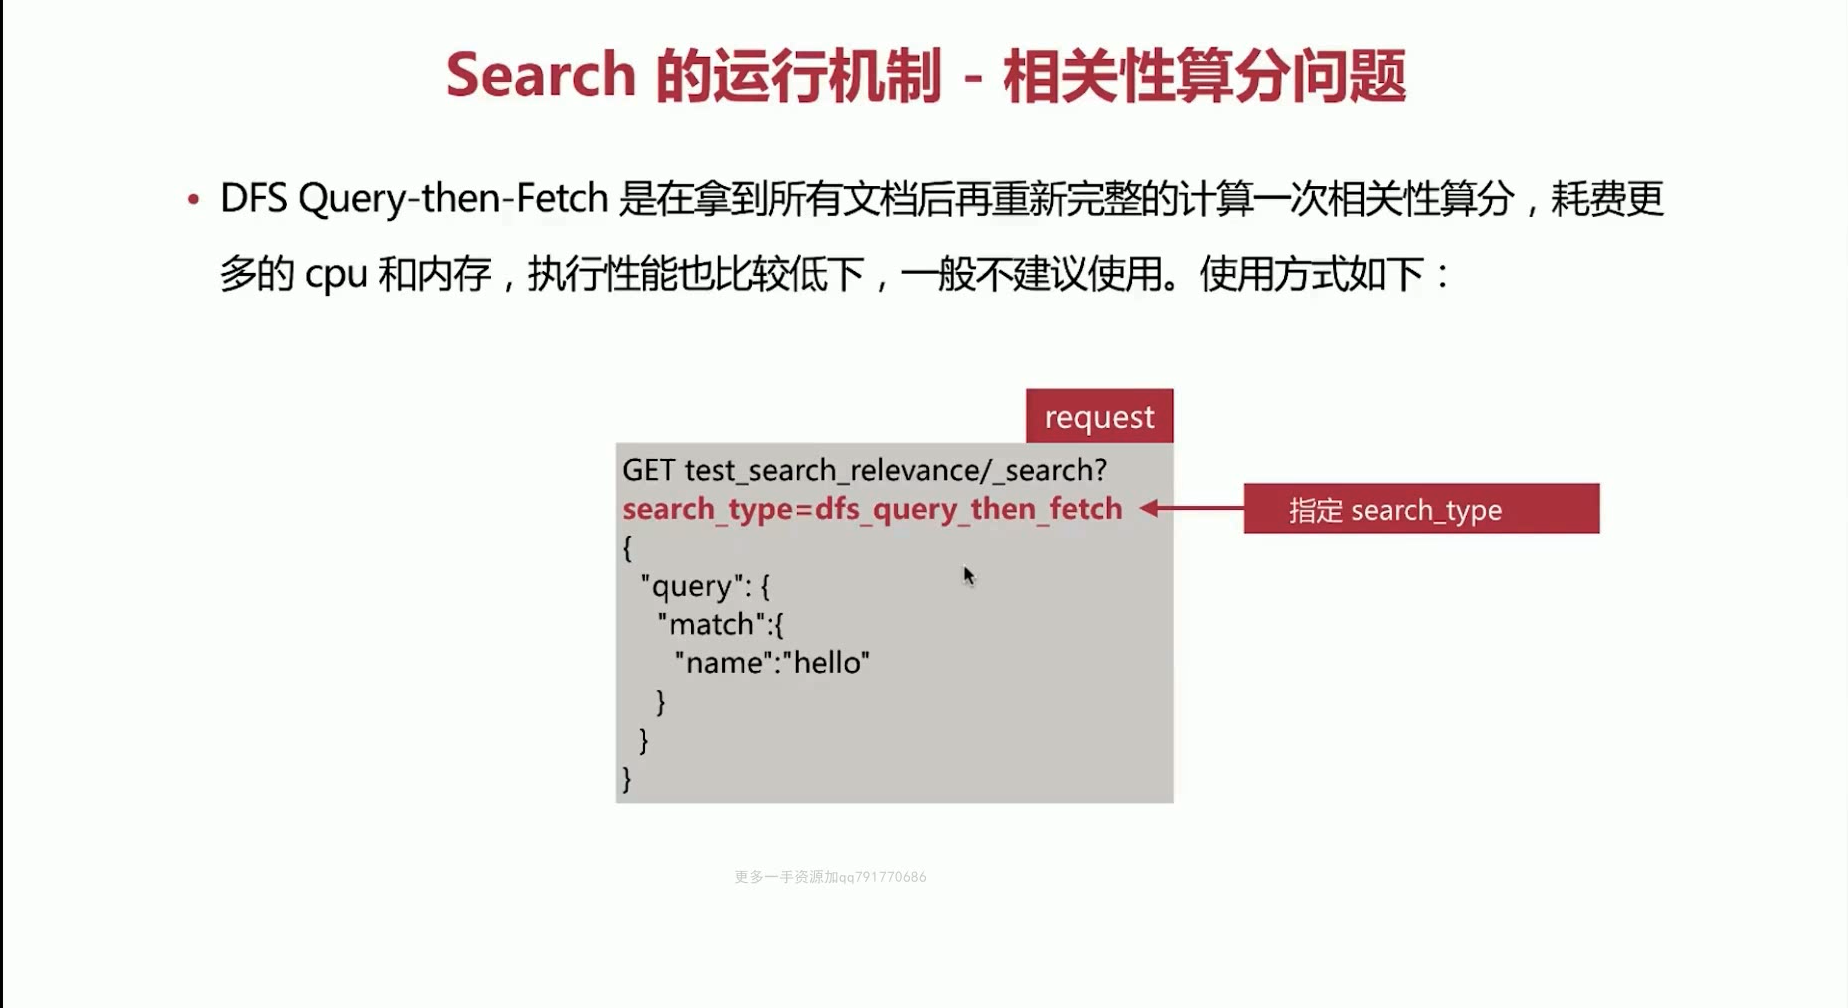 Search 的运行机制 - 相关性算分问题
• DFS Query-then-Fetch 是在拿到所有文档后再重新完整的计算一次相关性算分，耗费更
多的 cpu 和内存，执行性能也比较低下，一般不建议使用。使用方式如下：
request
GET test_search_relevance/_search?
search_type=dfs_query_then_fetch
指定 search_type
{
"query": {
"match":{
"name":"hello"
}
}
}
更多一手资源加qq791770686